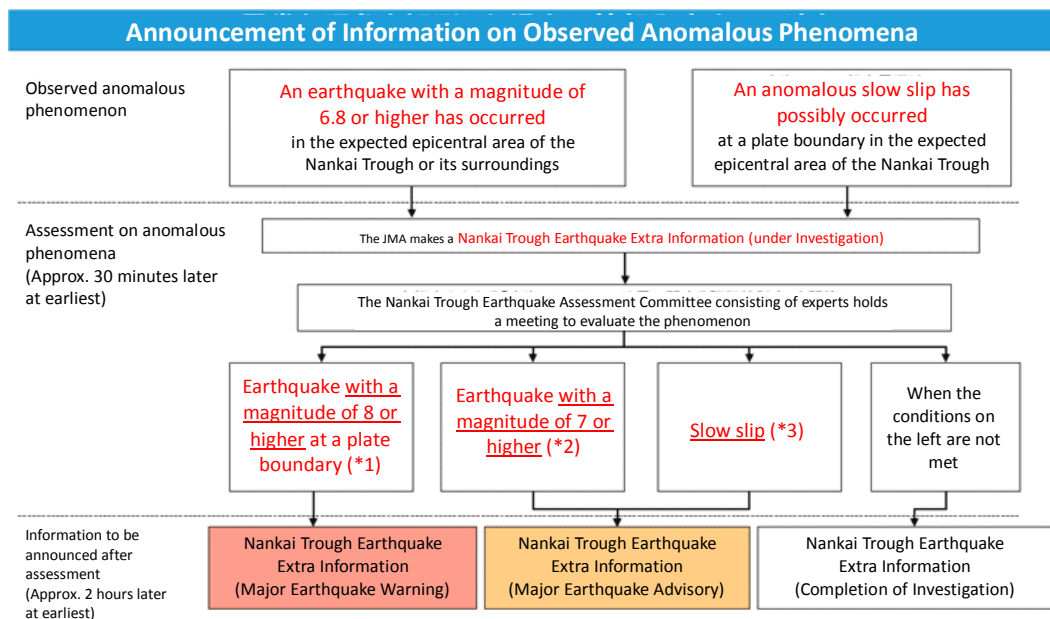 Announcement of Information on Observed Anomalous Phenomena
Observed anomalous
phenomenon
An earthquake with a magnitude of
6.8 or higher has occurred
in the expected epicentral area of the
Nankai Trough or its surroundings
An anomalous slow slip has
possibly occurred
at a plate boundary in the expected
epicentral area of the Nankai Trough
Assessment on anomalous
phenomena
(Approx. 30 minutes later
at earliest)
The JMA makes a Nankai Trough Earthquake Extra Information (under Investigation)
The Nankai Trough Earthquake Assessment Committee consisting of experts holds
a meeting to evaluate the phenomenon
Earthquake with a
magnitude of 8 or
higher at a plate
boundary (*1)
Earthquake with a
magnitude of 7 or
higher (*2)
Slow slip (*3)
When the
conditions on
the left are not
met
Information to be
announced after
assessment
(Approx. 2 hours later
at earliest)
Nankai Trough Earthquake
Extra Information
(Major Earthquake Warning)
Nankai Trough Earthquake
Extra Information
(Major Earthquake Advisory)
Nankai Trough Earthquake
Extra Information
(Completion of Investigation)